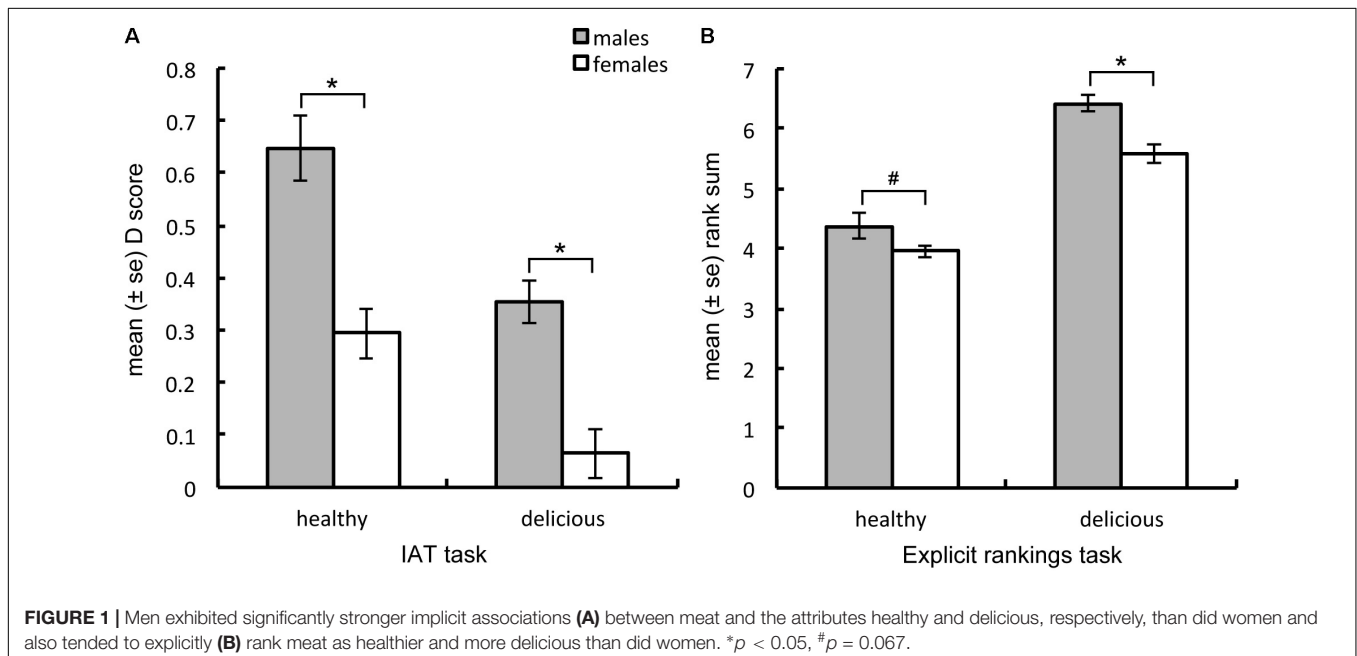 A
males
females
B
mean (± se) D score
0.8
0.7
0.6
0.5
0.4
0.3
0.2
0.1
0
*
*
healthy
delicious
IAT task
mean (± se) rank sum
7
6
5
4
3
2
1
0
#
*
healthy
delicious
Explicit rankings task
FIGURE 1 | Men exhibited significantly stronger implicit associations (A) between meat and the attributes healthy and delicious, respectively, than did women and
also tended to explicitly (B) rank meat as healthier and more delicious than did women. *p < 0.05, #p = 0.067.